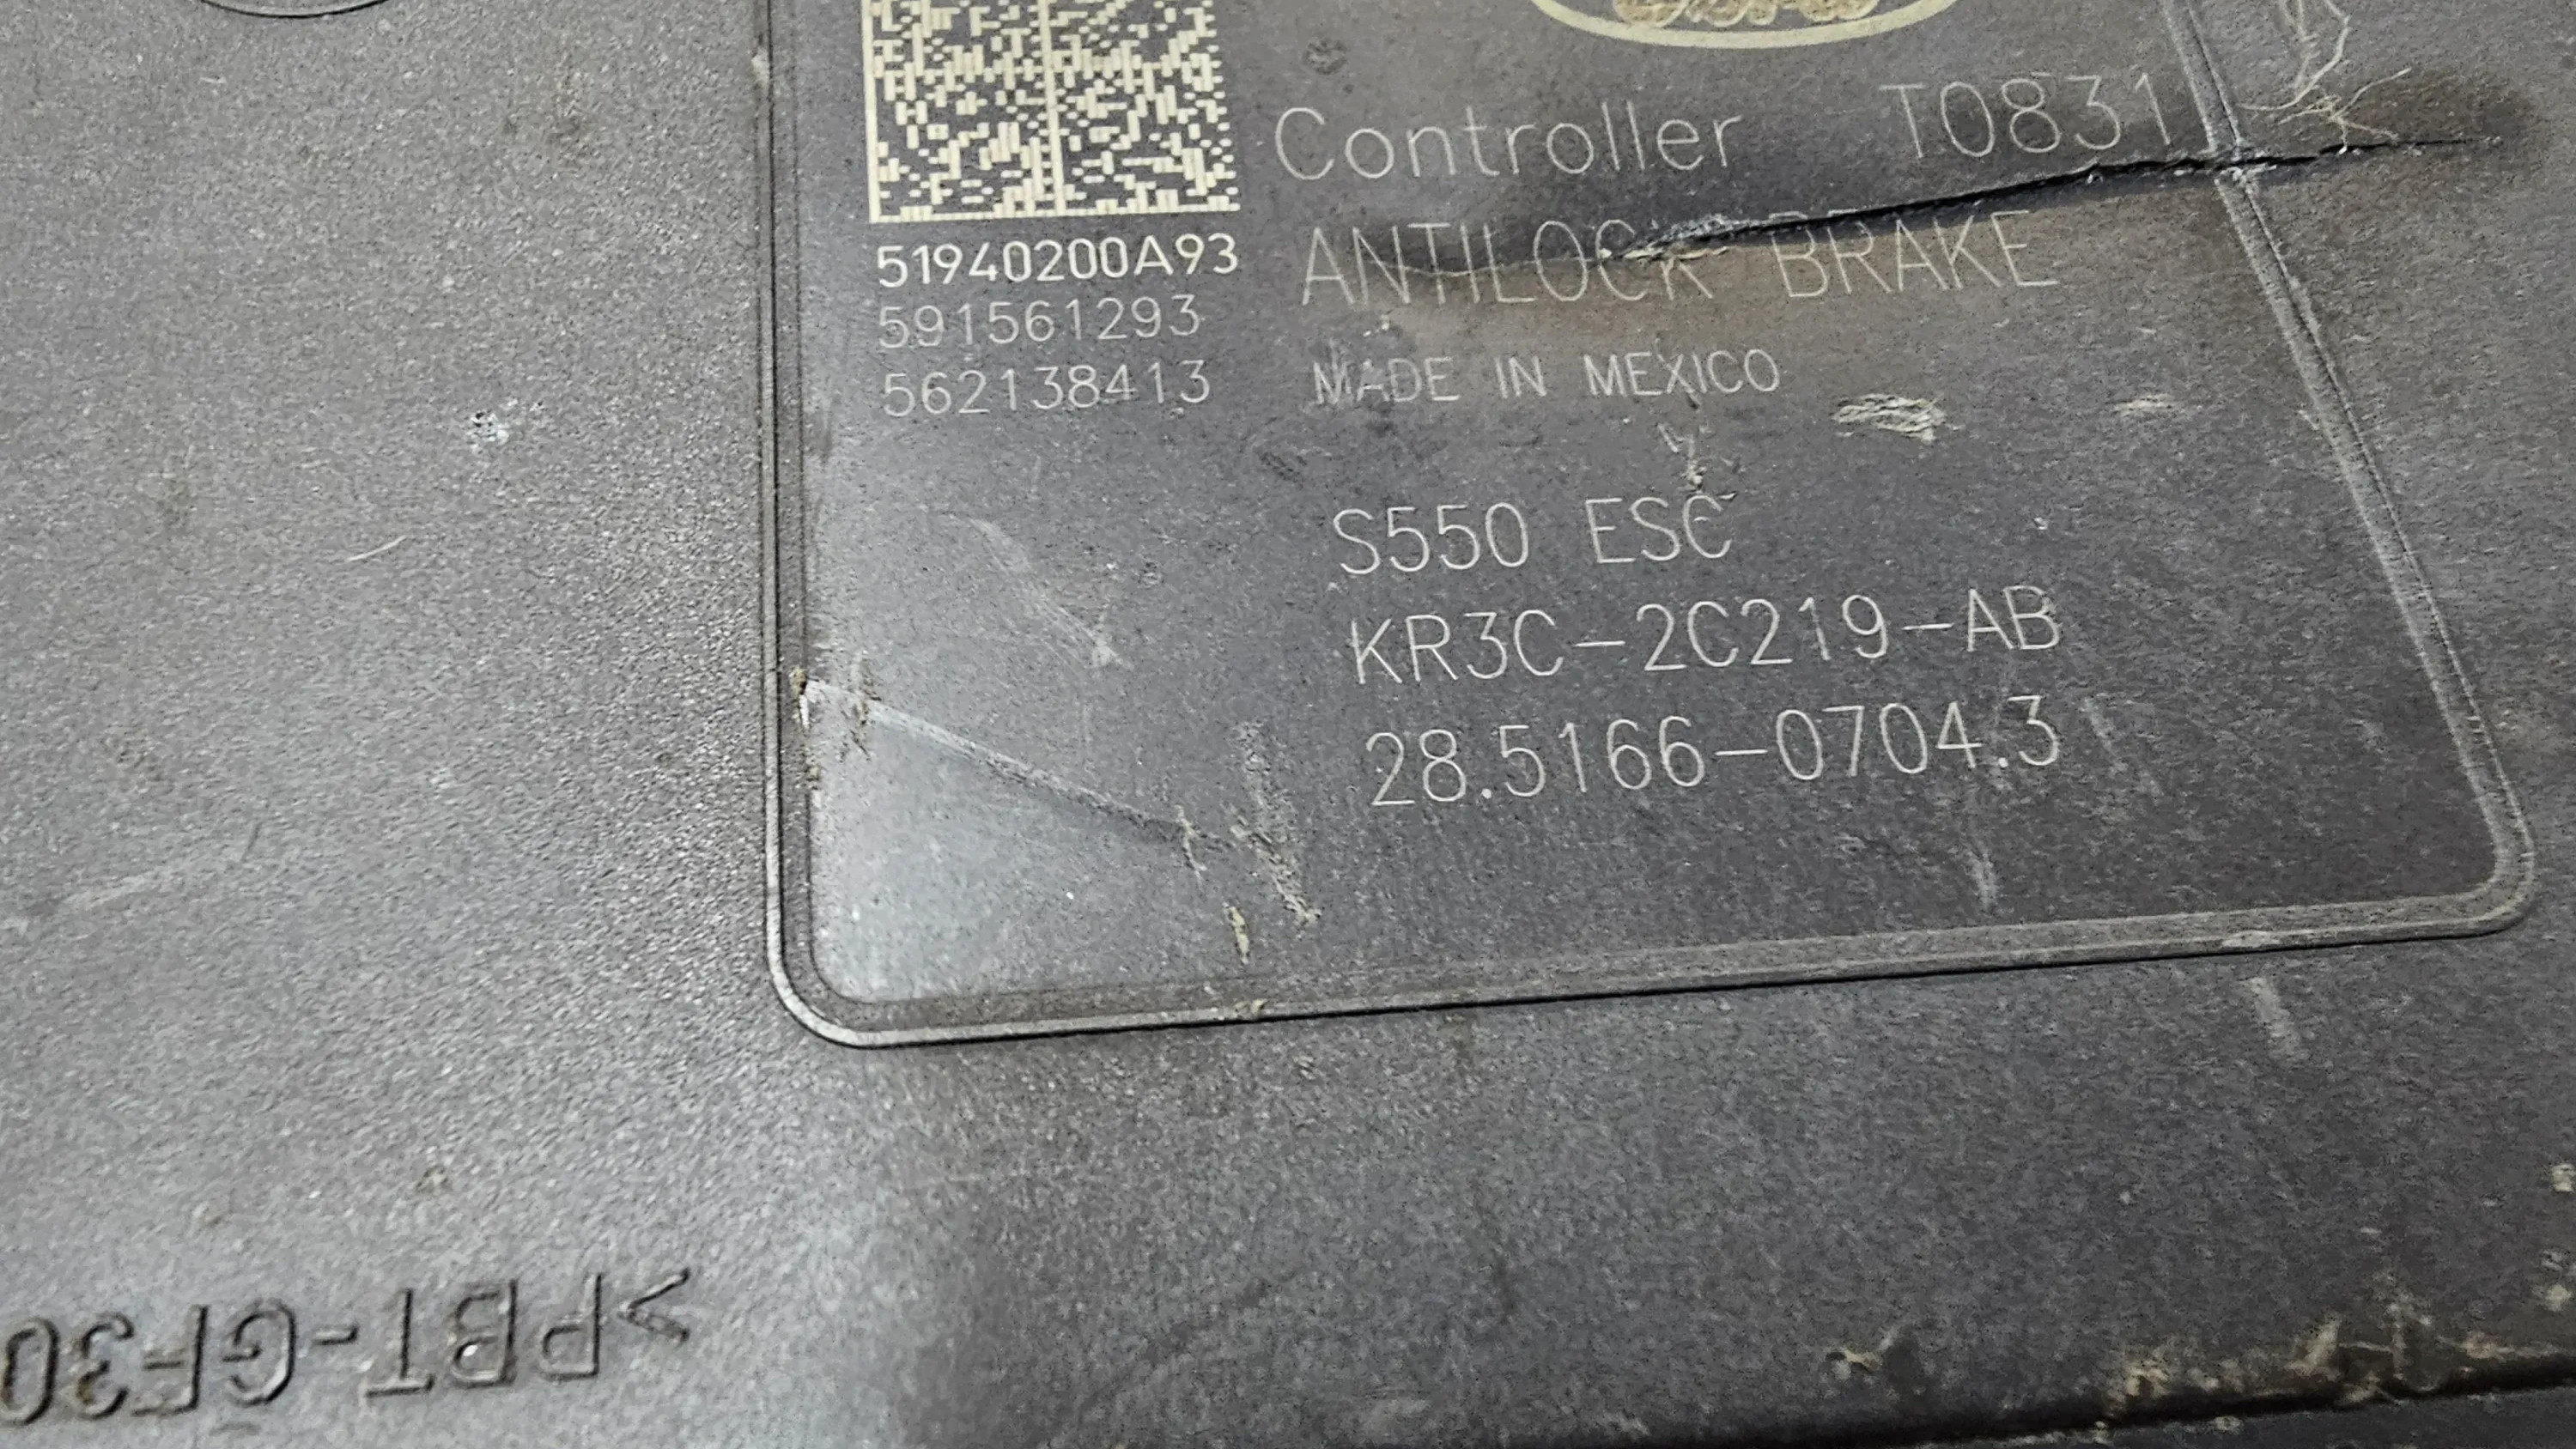 Controller T0831
51940200A93
ANTILOCK BRAKE
591561293
562138413
MADE IN MEXICO
S550 ESC
KR3C-2C219-AB
28.5166-0704.3
>PBT-GF30